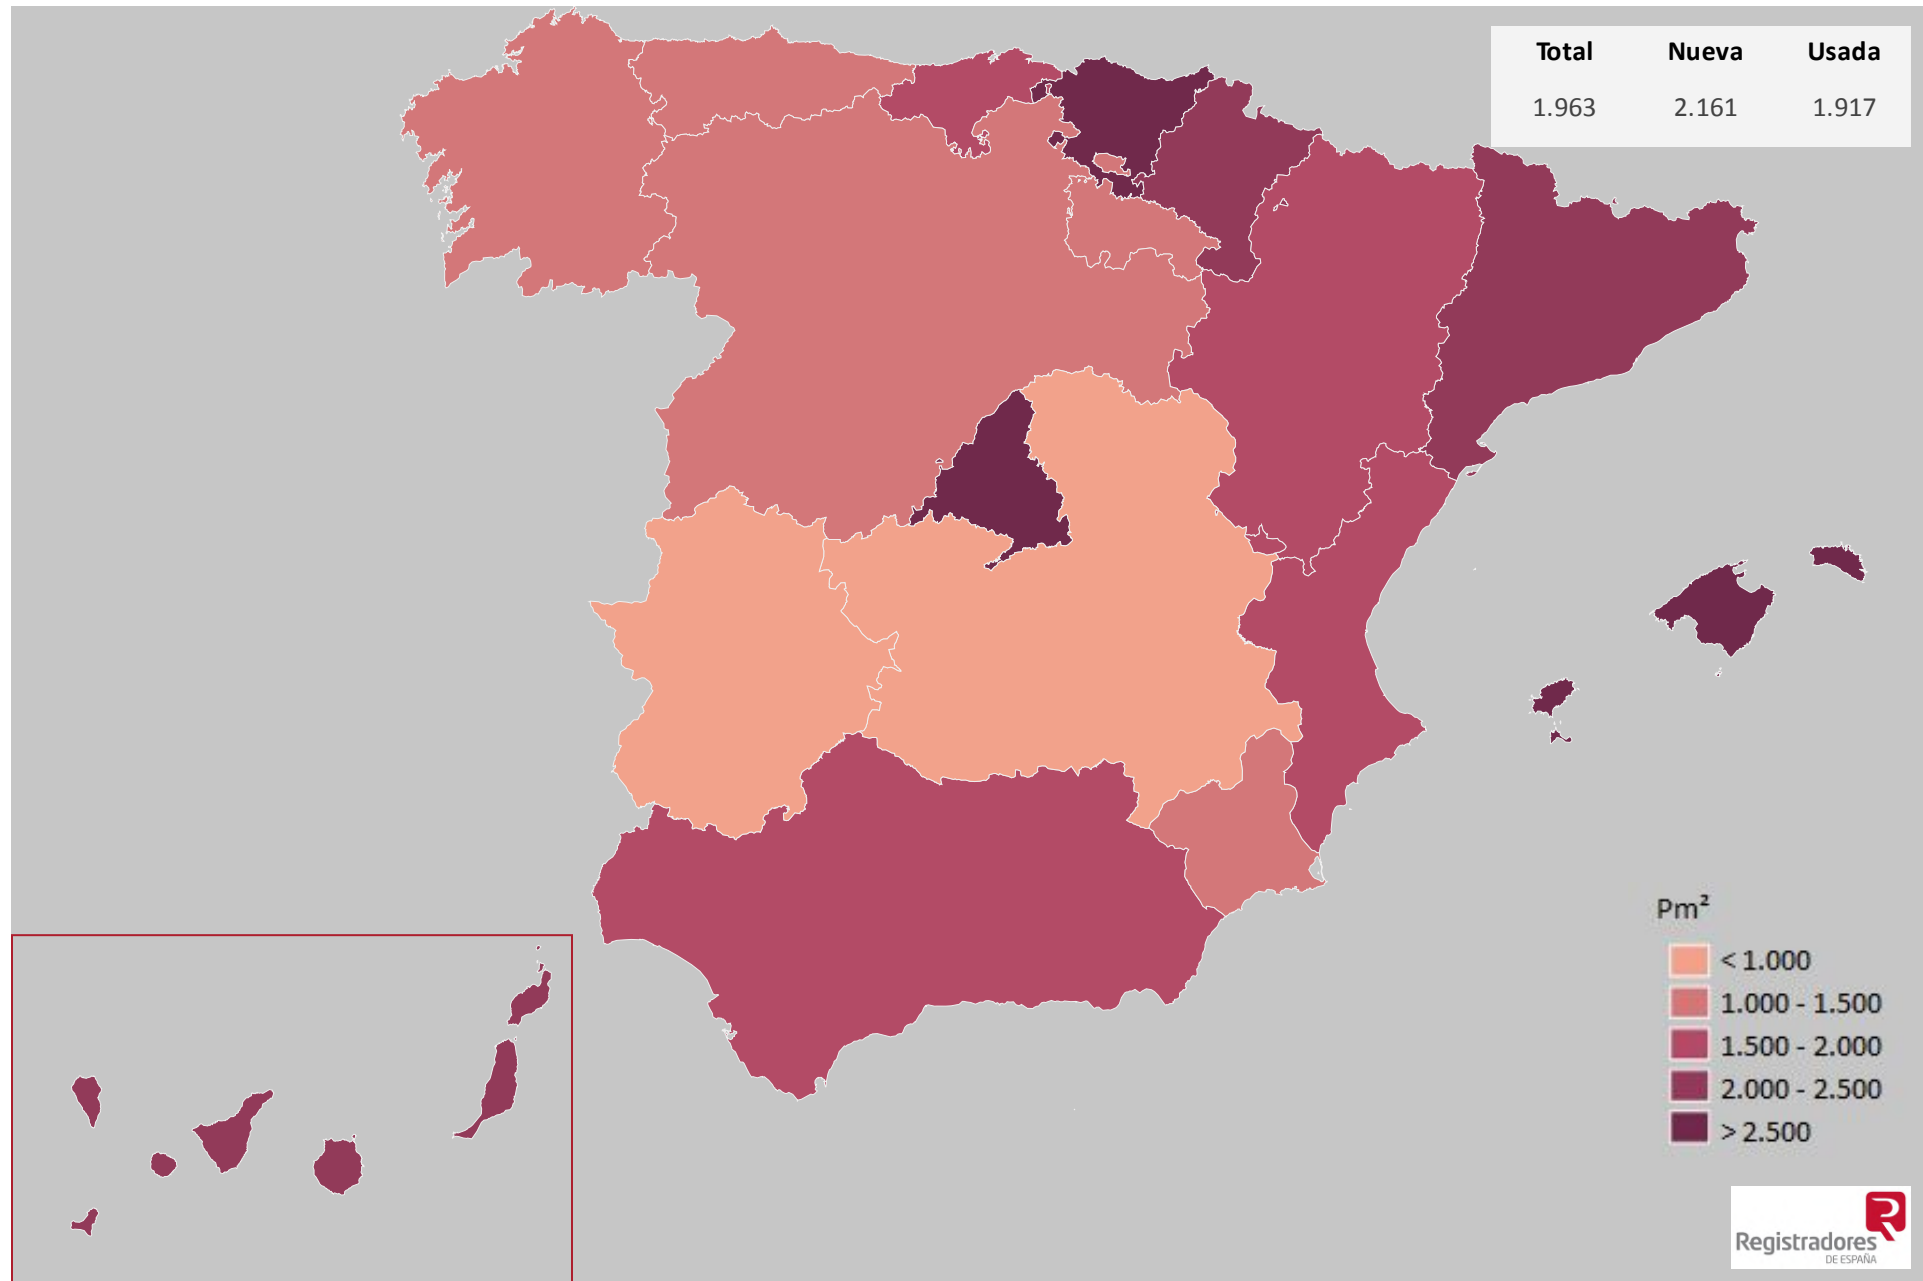 Total Nueva Usada
1.963 2.161 1.917
Pm²
< 1.000
1.000 - 1.500
1.500 - 2.000
2.000 - 2.500
> 2.500
Registradores
DE ESPAÑA